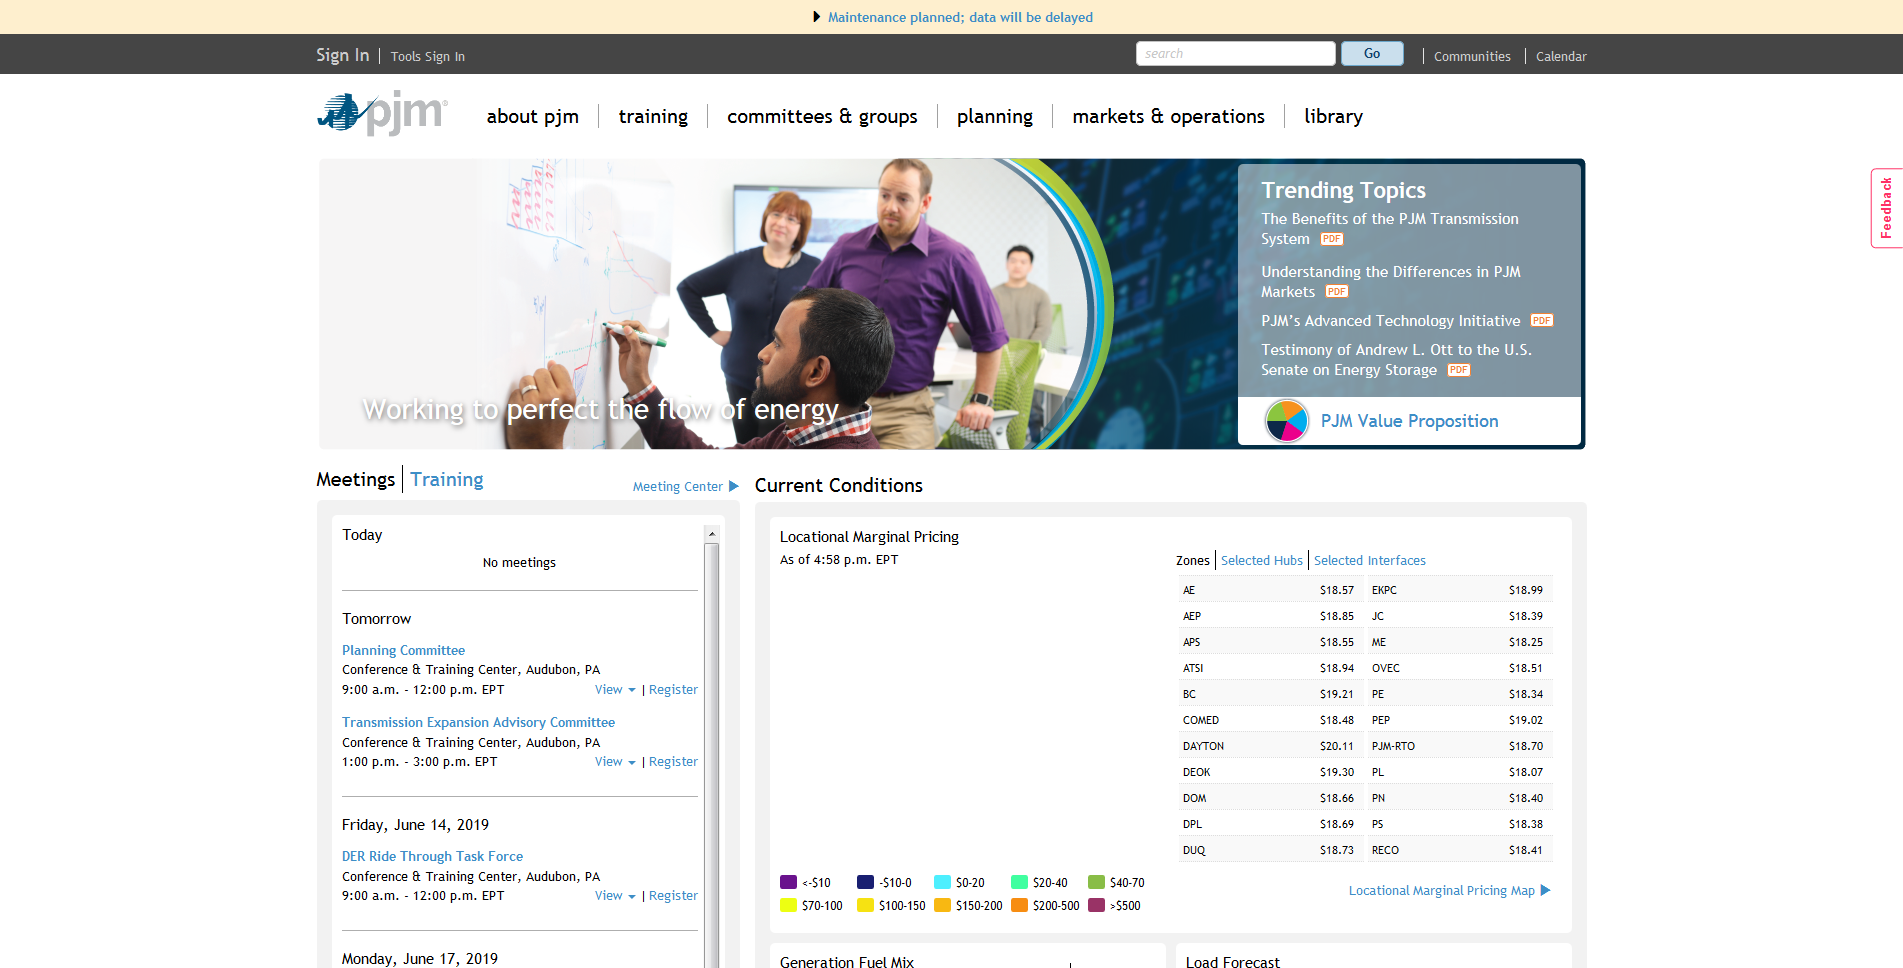 Maintenance planned; data will be delayed
Sign In
Tools Sign In
search
Go
Communities
Calendar
pjm®
about pjm
training
committees & groups
planning
markets & operations
library
Feedback
Working to perfect the flow of energy
Trending Topics
The Benefits of the PJM Transmission
System PDF
Understanding the Differences in PJM
Markets PDF
PJM's Advanced Technology Initiative PDF
Testimony of Andrew L. Ott to the U.S.
Senate on Energy Storage PDF
PJM Value Proposition
Meetings
Training
Meeting Center
Today
No meetings
Tomorrow
Planning Committee
Conference & Training Center, Audubon, PA
9:00 a.m. - 12:00 p.m. EPT View | Register
Transmission Expansion Advisory Committee
Conference & Training Center, Audubon, PA
1:00 p.m. - 3:00 p.m. EPT View | Register
Friday, June 14, 2019
DER Ride Through Task Force
Conference & Training Center, Audubon, PA
9:00 a.m. - 12:00 p.m. EPT View | Register
Monday, June 17, 2019
Current Conditions
Locational Marginal Pricing
As of 4:58 p.m. EPT
Zones | Selected Hubs | Selected Interfaces
AE $18.57 EKPC $18.99
AEP $18.85 JC $18.39
APS $18.55 ME $18.25
ATSI $18.94 OVEC $18.51
BC $19.21 PE $18.34
COMED $18.48 PEP $19.02
DAYTON $20.11 PJM-RTO $18.70
DEOK $19.30 PL $18.07
DOM $18.66 PN $18.40
DPL $18.69 PS $18.38
DUQ $18.73 RECO $18.41
<-$10 -$10-0 $0-20 $20-40 $40-70
$70-100 $100-150 $150-200 $200-500 >$500
Locational Marginal Pricing Map
Generation Fuel Mix
Load Forecast